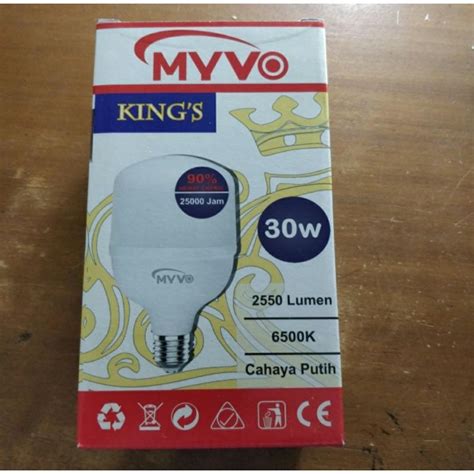 MYVO
KING'S
90%
25000 Jam
30w
MYVO
2550 Lumen
6500K
Cahaya Putih
CE